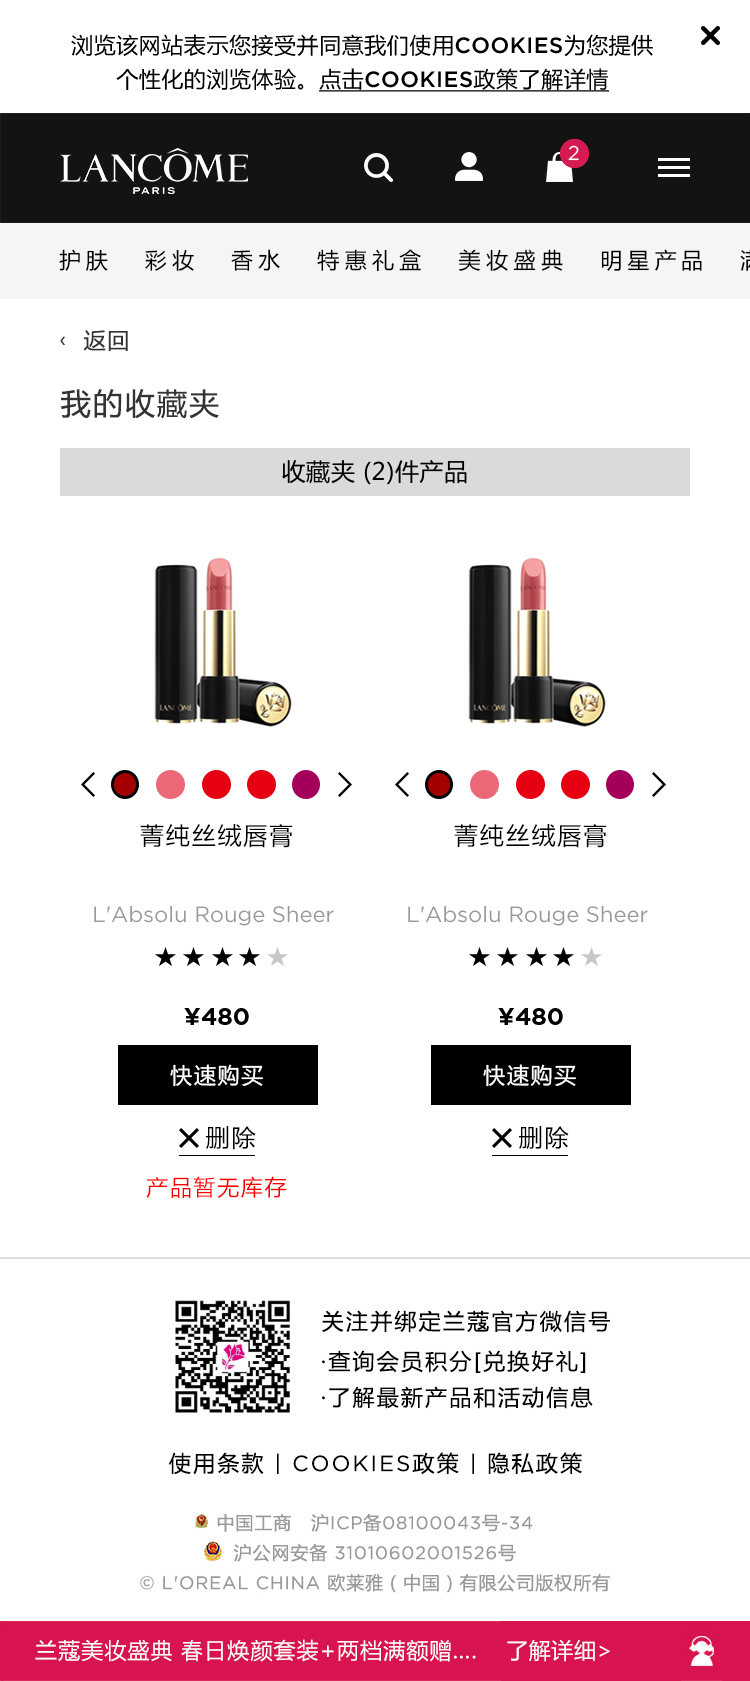 浏览该网站表示您接受并同意我们使用COOKIES为您提供
个性化的浏览体验。点击COOKIES政策了解详情
LANCÔME
PARIS
2
护肤 彩妆 香水 特惠礼盒 美妆盛典 明星产品
‹ 返回
我的收藏夹
收藏夹 (2)件产品
LANCÔME LANCÔME
菁纯丝绒唇膏 菁纯丝绒唇膏
L'Absolu Rouge Sheer L'Absolu Rouge Sheer
¥480 ¥480
快速购买 快速购买
删除 删除
产品暂无库存
关注并绑定兰蔻官方微信号
·查询会员积分[兑换好礼]
·了解最新产品和活动信息
使用条款 | COOKIES政策 | 隐私政策
中国工商 沪ICP备08100043号-34
沪公网安备 31010602001526号
© L'OREAL CHINA 欧莱雅 ( 中国 ) 有限公司版权所有
兰蔻美妆盛典 春日焕颜套装+两档满额赠.... 了解详细>